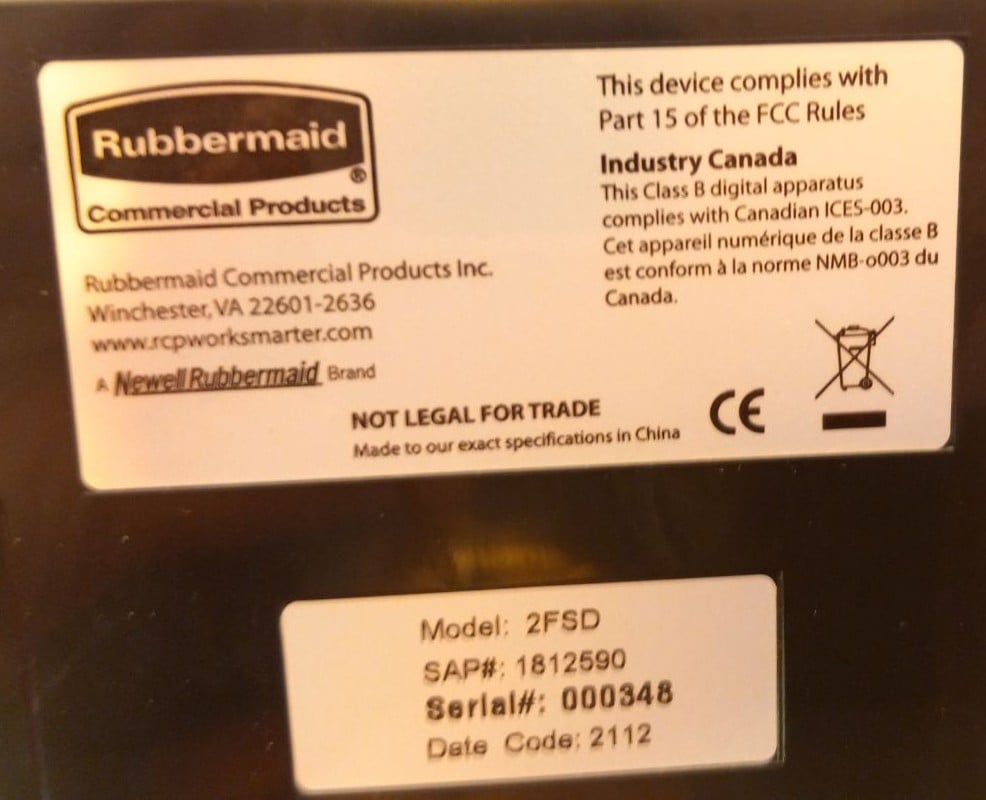 Rubbermaid
®
Commercial Products
Rubbermaid Commercial Products Inc.
Winchester, VA 22601-2636
www.rcpworksmarter.com
A Newell Rubbermaid Brand
This device complies with
Part 15 of the FCC Rules
Industry Canada
This Class B digital apparatus
complies with Canadian ICES-003.
Cet appareil numérique de la classe B
est conform à la norme NMB-o003 du
Canada.
NOT LEGAL FOR TRADE
Made to our exact specifications in China
CE
Model: 2FSD
SAP#: 1812590
Serial#: 000348
Date Code: 2112